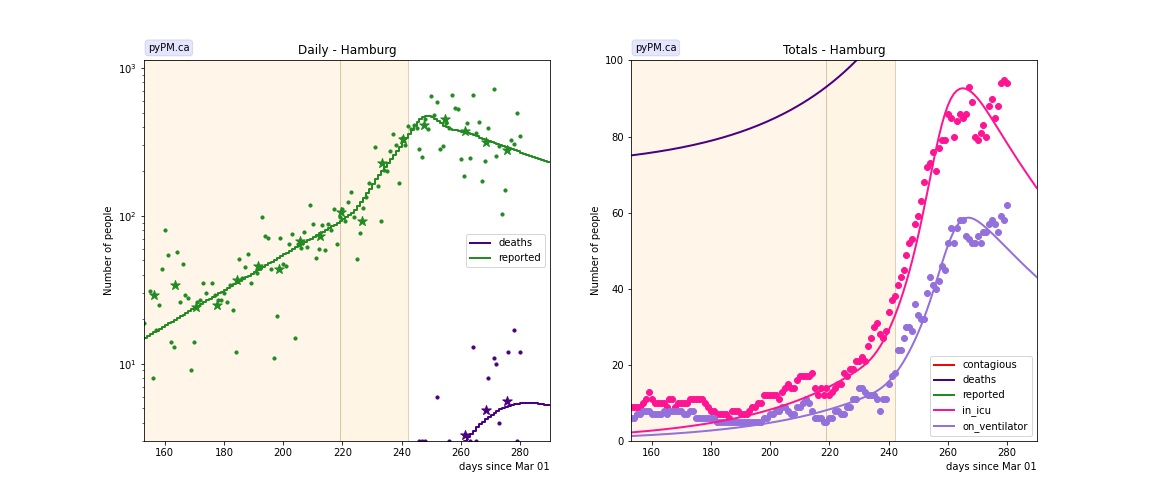 pyPM.ca
Daily - Hamburg
Number of people
10³
10²
10¹
deaths
reported
160 180 200 220 240 260 280
days since Mar 01
pyPM.ca
Totals - Hamburg
Number of people
100
80
60
40
20
0
contagious
deaths
reported
in_icu
on_ventilator
160 180 200 220 240 260 280
days since Mar 01